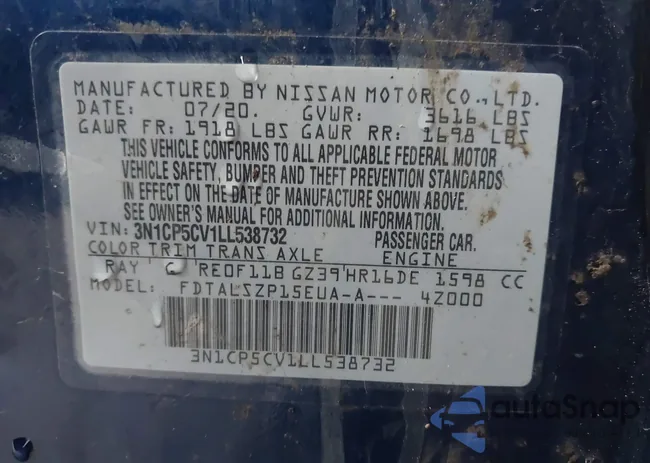 MANUFACTURED BY NISSAN MOTOR CO., LTD.
DATE: 07/20. GVWR: 3616 LBS
GAWR FR: 1918 LBS GAWR RR: 1698 LBS
THIS VEHICLE CONFORMS TO ALL APPLICABLE FEDERAL MOTOR
VEHICLE SAFETY, BUMPER AND THEFT PREVENTION STANDARDS
IN EFFECT ON THE DATE OF MANUFACTURE SHOWN ABOVE.
SEE OWNER'S MANUAL FOR ADDITIONAL INFORMATION.
VIN: 3N1CP5CV1LL538732 PASSENGER CAR.
COLOR TRIM TRANS AXLE ENGINE
RAY G RE0F11B GZ39 HR16DE 1598 CC
MODEL: FDTALSZP15EUA-A--- 4Z000
3N1CP5CV1LL538732
autoSnap